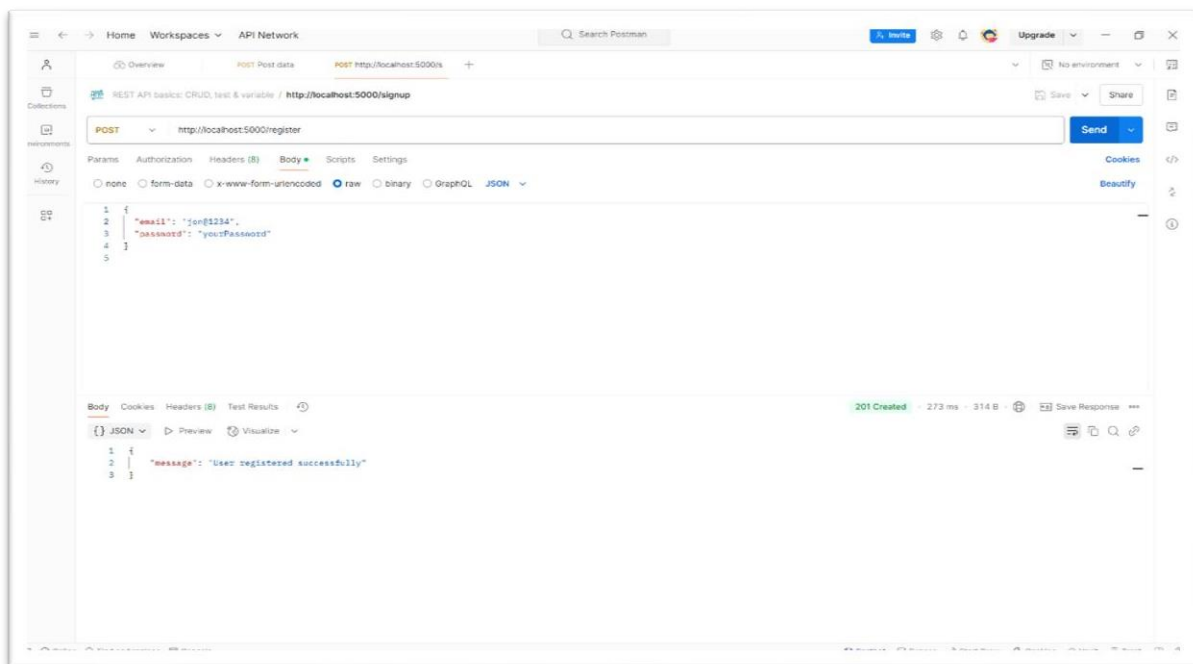 Home Workspaces API Network Search Postman Invite Upgrade
Overview POST Post data POST http://localhost:5000/s No environment
REST API basics: CRUD, test & variable / http://localhost:5000/signup Save Share
Collections
POST http://localhost:5000/register Send
Params Authorization Headers (8) Body Scripts Settings Cookies
History
none form-data x-www-form-urlencoded raw binary GraphQL JSON Beautify
1 {
2 "email": "jon@1234",
3 "password": "yourPassword"
4 }
5
Body Cookies Headers (8) Test Results 201 Created 273 ms 314 B Save Response
{} JSON Preview Visualize
1 {
2 "message": "User registered successfully"
3 }